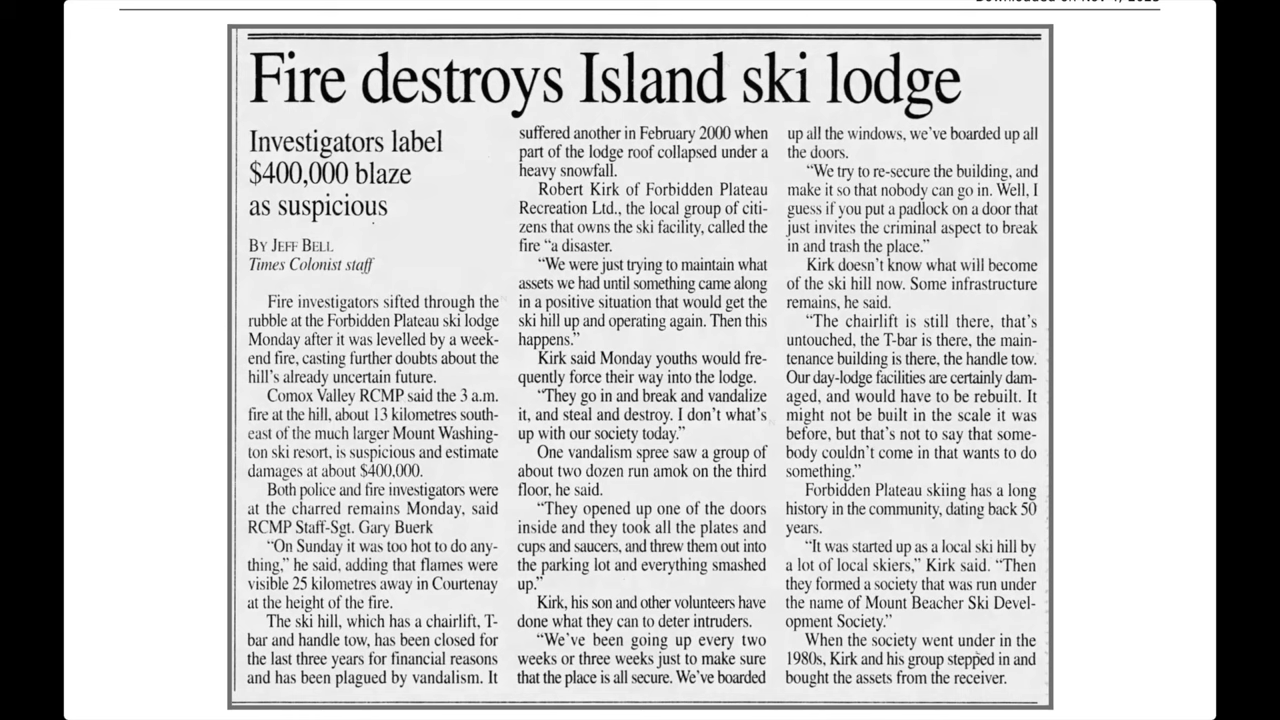 Fire destroys Island ski lodge
Investigators label
$400,000 blaze
as suspicious
BY JEFF BELL
Times Colonist staff
Fire investigators sifted through the
rubble at the Forbidden Plateau ski lodge
Monday after it was levelled by a week-
end fire, casting further doubts about the
hill's already uncertain future.
Comox Valley RCMP said the 3 a.m.
fire at the hill, about 13 kilometres south-
east of the much larger Mount Washing-
ton ski resort, is suspicious and estimate
damages at about $400,000.
Both police and fire investigators were
at the charred remains Monday, said
RCMP Staff-Sgt. Gary Buerk
"On Sunday it was too hot to do any-
thing," he said, adding that flames were
visible 25 kilometres away in Courtenay
at the height of the fire.
The ski hill, which has a chairlift, T-
bar and handle tow, has been closed for
the last three years for financial reasons
and has been plagued by vandalism. It
suffered another in February 2000 when
part of the lodge roof collapsed under a
heavy snowfall.
Robert Kirk of Forbidden Plateau
Recreation Ltd., the local group of citi-
zens that owns the ski facility, called the
fire "a disaster.
"We were just trying to maintain what
assets we had until something came along
in a positive situation that would get the
ski hill up and operating again. Then this
happens."
Kirk said Monday youths would fre-
quently force their way into the lodge.
"They go in and break and vandalize
it, and steal and destroy. I don't what's
up with our society today."
One vandalism spree saw a group of
about two dozen run amok on the third
floor, he said.
"They opened up one of the doors
inside and they took all the plates and
cups and saucers, and threw them out into
the parking lot and everything smashed
up."
Kirk, his son and other volunteers have
done what they can to deter intruders.
"We've been going up every two
weeks or three weeks just to make sure
that the place is all secure. We've boarded
up all the windows, we've boarded up all
the doors.
"We try to re-secure the building, and
make it so that nobody can go in. Well, I
guess if you put a padlock on a door that
just invites the criminal aspect to break
in and trash the place."
Kirk doesn't know what will become
of the ski hill now. Some infrastructure
remains, he said.
"The chairlift is still there, that's
untouched, the T-bar is there, the main-
tenance building is there, the handle tow.
Our day-lodge facilities are certainly dam-
aged, and would have to be rebuilt. It
might not be built in the scale it was
before, but that's not to say that some-
body couldn't come in that wants to do
something."
Forbidden Plateau skiing has a long
history in the community, dating back 50
years.
"It was started up as a local ski hill by
a lot of local skiers," Kirk said. "Then
they formed a society that was run under
the name of Mount Beacher Ski Devel-
opment Society."
When the society went under in the
1980s, Kirk and his group stepped in and
bought the assets from the receiver.